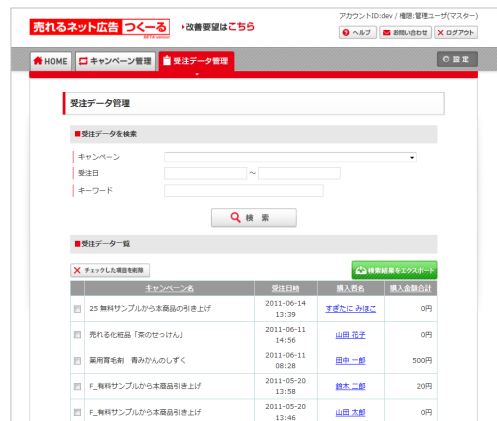 アカウントID:dev / 権限:管理ユーザ(マスター)
売れるネット広告 つくーる
BETA version
改善要望はこちら
ヘルプ お問い合わせ ログアウト
HOME キャンペーン管理 受注データ管理 設定
受注データ管理
■受注データを検索
キャンペーン
受注日 ～
キーワード
検 索
■受注データ一覧
チェックした項目を削除 検索結果をエクスポート
キャンペーン名 受注日時 購入者名 購入金額合計
25 無料サンプルから本商品の引き上げ 2011-06-14 13:39 すぎたに みほこ 0円
売れる化粧品「茶のせっけん」 2011-06-11 14:56 山田 花子 0円
薬用育毛剤 青みかんのしずく 2011-06-11 08:28 田中 一郎 500円
F_有料サンプルから本商品引き上げ 2011-05-20 13:58 鈴木 二郎 20円
F_有料サンプルから本商品引き上げ 2011-05-20 13:46 山田 太郎 0円